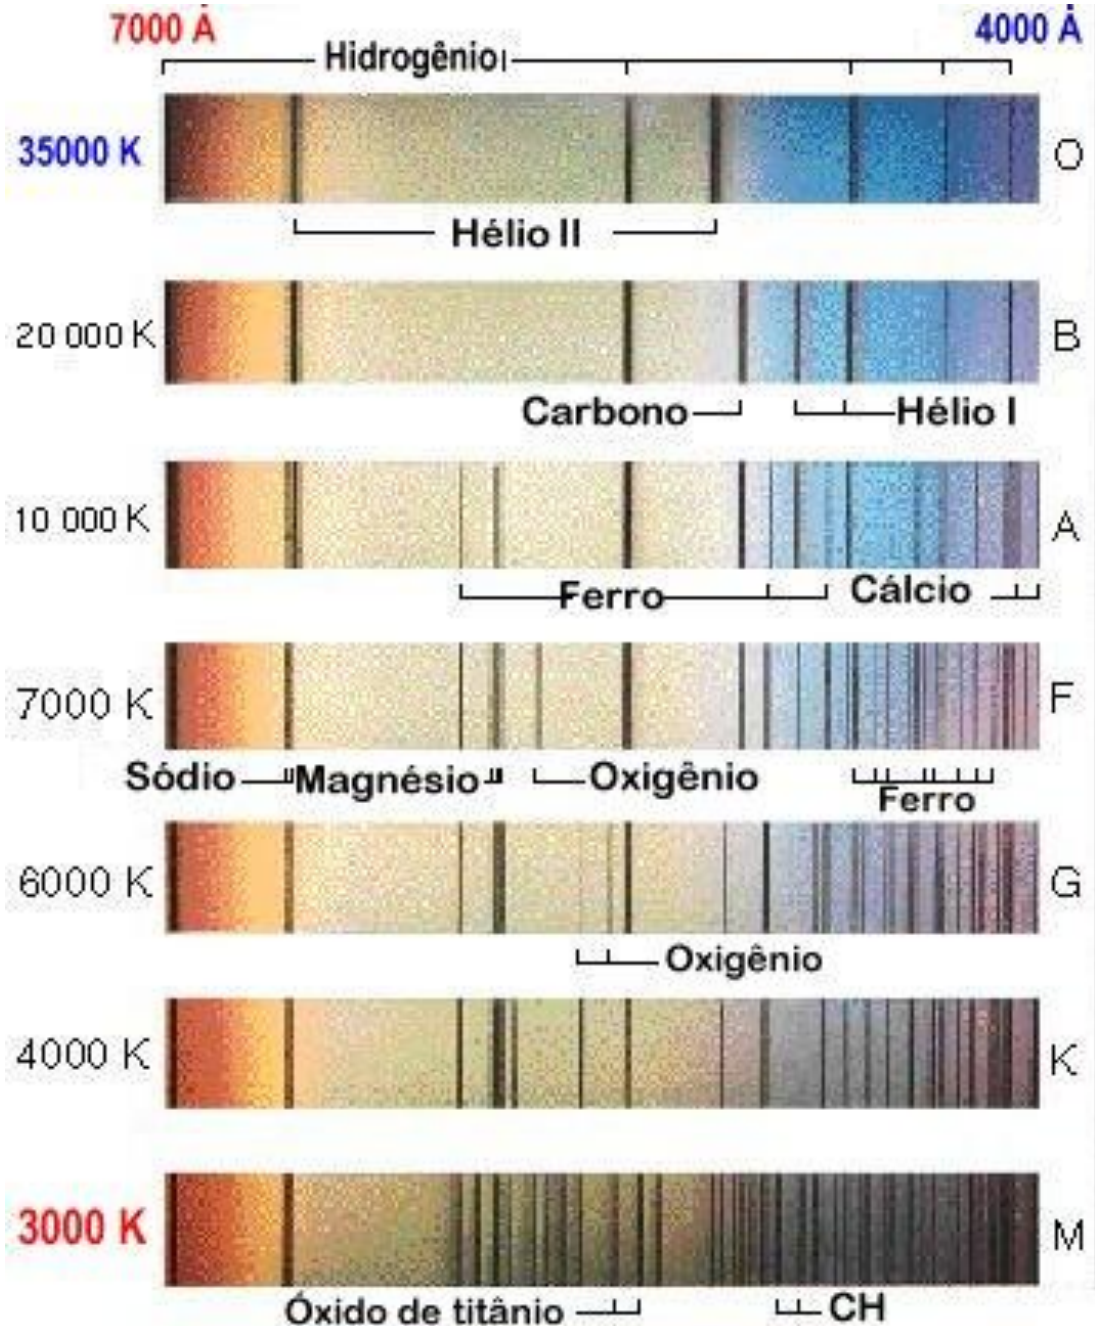 7000 Å 4000 Å
Hidrogênio
35000 K O
Hélio II
20 000 K B
Carbono Hélio I
10 000 K A
Ferro Cálcio
7000 K F
Sódio Magnésio Oxigênio Ferro
6000 K G
Oxigênio
4000 K K
3000 K M
Óxido de titânio CH